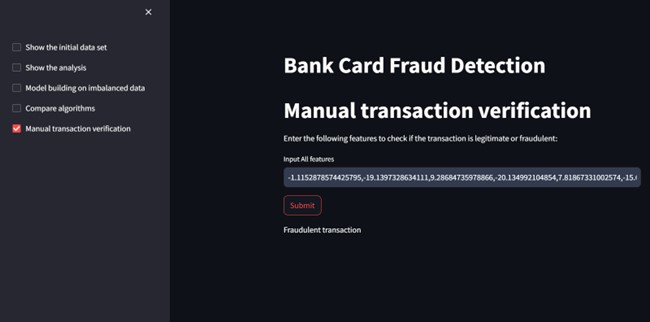 Show the initial data set
Show the analysis
Model building on imbalanced data
Compare algorithms
Manual transaction verification
Bank Card Fraud Detection
Manual transaction verification
Enter the following features to check if the transaction is legitimate or fraudulent:
Input All features
-1.1152878574425795,-19.1397328634111,9.28684735978866,-20.134992104854,7.81867331002574,-15.
Submit
Fraudulent transaction